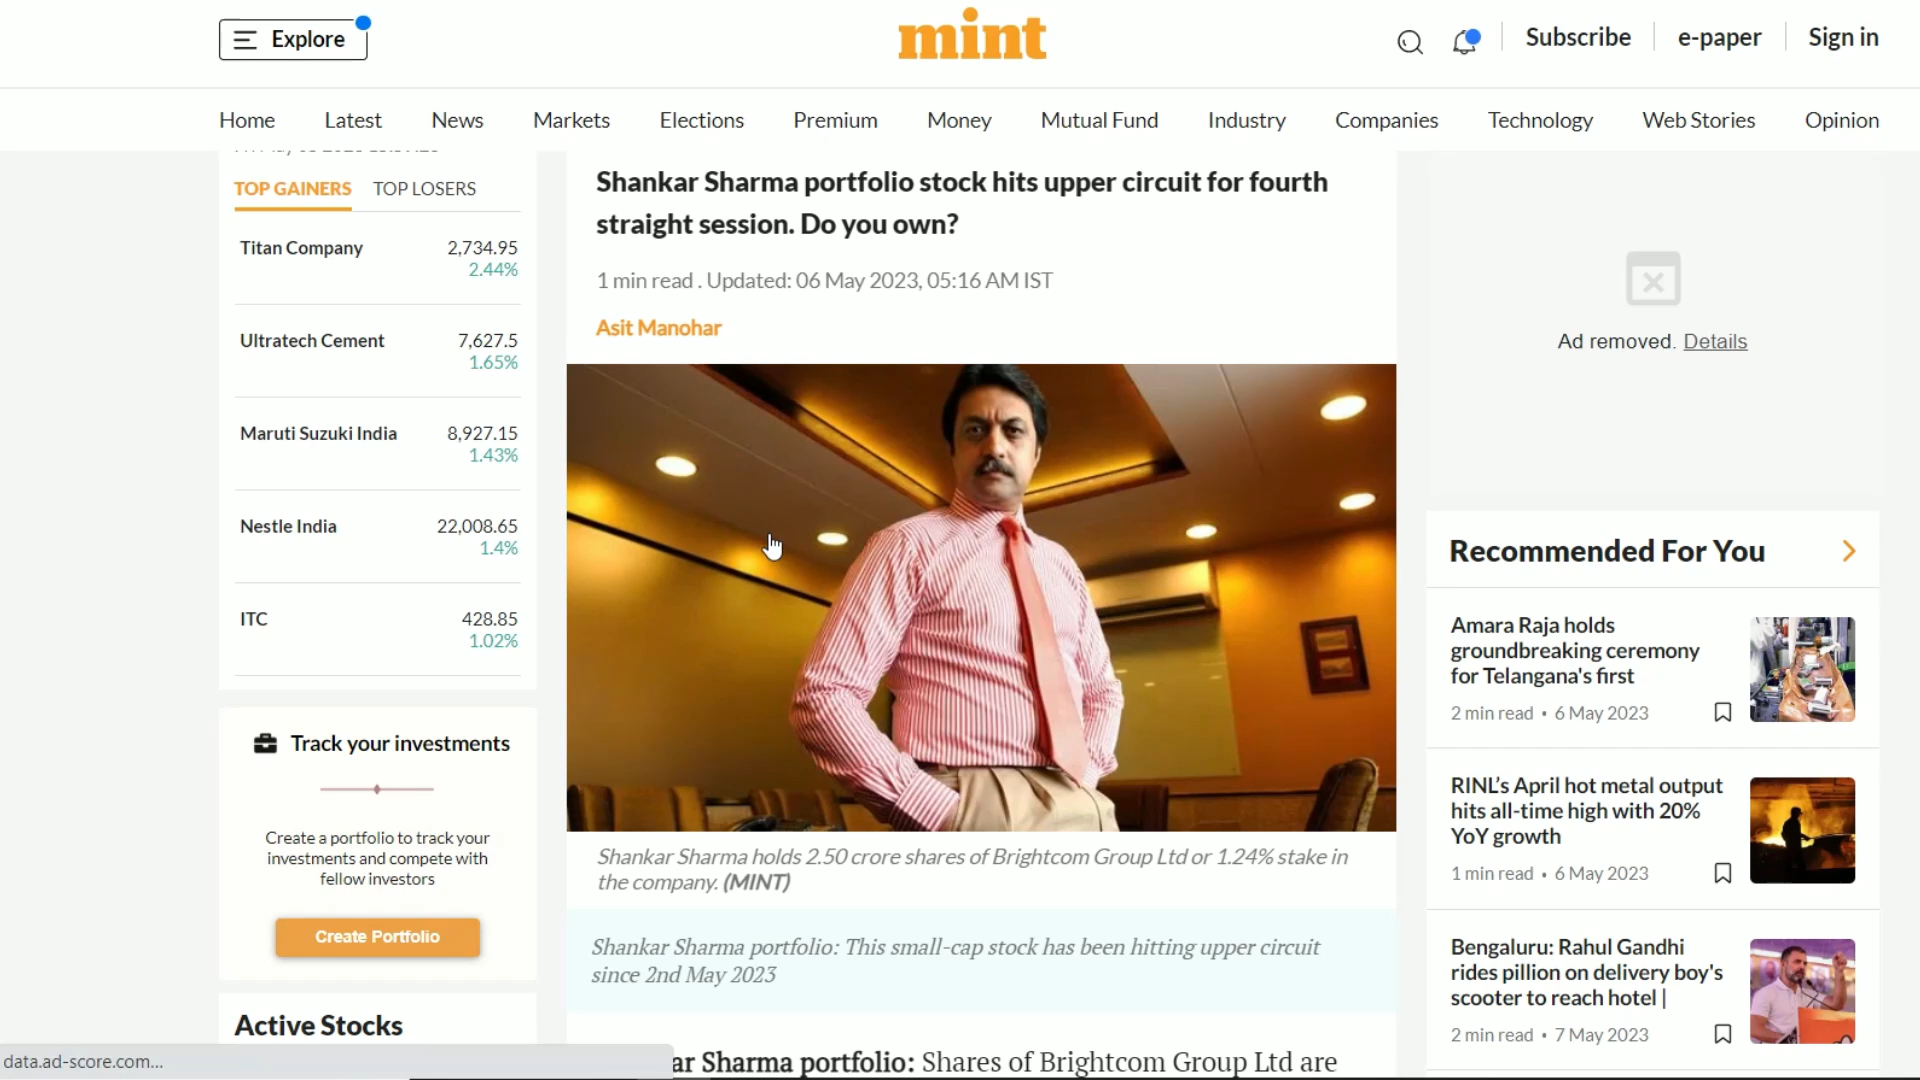 Explore
mint
Subscribe
e-paper
Sign in
Home
Latest
News
Markets
Elections
Premium
Money
Mutual Fund
Industry
Companies
Technology
Web Stories
Opinion
TOP GAINERS
TOP LOSERS
Titan Company
2,734.95
2.44%
Ultratech Cement
7,627.5
1.65%
Maruti Suzuki India
8,927.15
1.43%
Nestle India
22,008.65
1.4%
ITC
428.85
1.02%
Track your investments
Create a portfolio to track your
investments and compete with
fellow investors
Create Portfolio
Active Stocks
data.ad-score.com...
Shankar Sharma portfolio stock hits upper circuit for fourth
straight session. Do you own?
1 min read . Updated: 06 May 2023, 05:16 AM IST
Asit Manohar
Shankar Sharma holds 2.50 crore shares of Brightcom Group Ltd or 1.24% stake in
the company. (MINT)
Shankar Sharma portfolio: This small-cap stock has been hitting upper circuit
since 2nd May 2023
ar Sharma portfolio: Shares of Brightcom Group Ltd are
Ad removed. Details
Recommended For You
Amara Raja holds
groundbreaking ceremony
for Telangana's first
2 min read • 6 May 2023
RINL’s April hot metal output
hits all-time high with 20%
YoY growth
1 min read • 6 May 2023
Bengaluru: Rahul Gandhi
rides pillion on delivery boy's
scooter to reach hotel |
2 min read • 7 May 2023